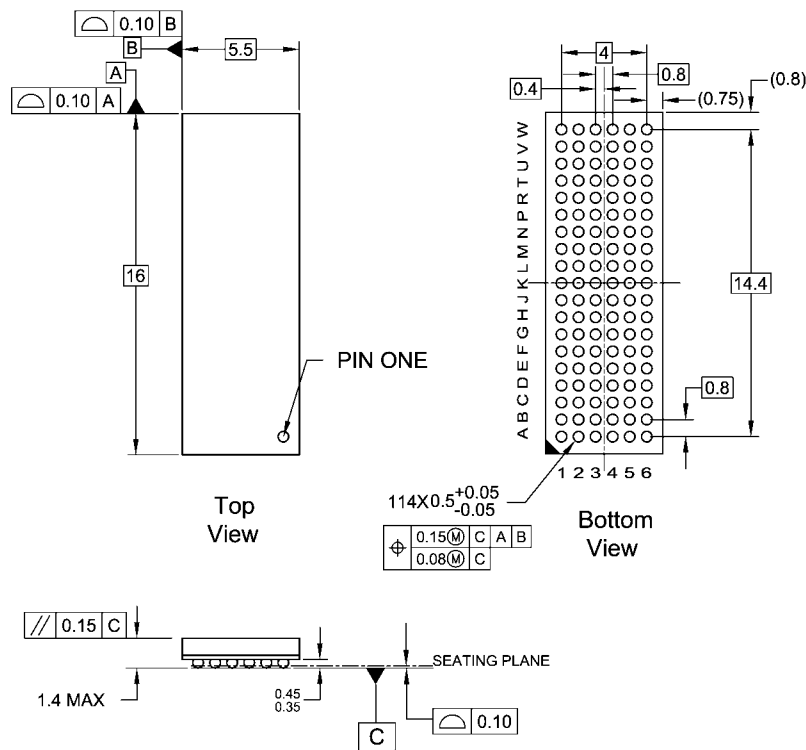 0.10 B
B
5.5
A
0.10 A
16
PIN ONE
Top
View
4
0.8
0.4
(0.75)
(0.8)
A B C D E F G H J K L M N P R T U V W
14.4
0.8
1 2 3 4 5 6
114X0.5 +0.05
-0.05
0.15Ⓜ C A B
0.08Ⓜ C
Bottom
View
// 0.15 C
1.4 MAX
0.45
0.35
SEATING PLANE
C
0.10